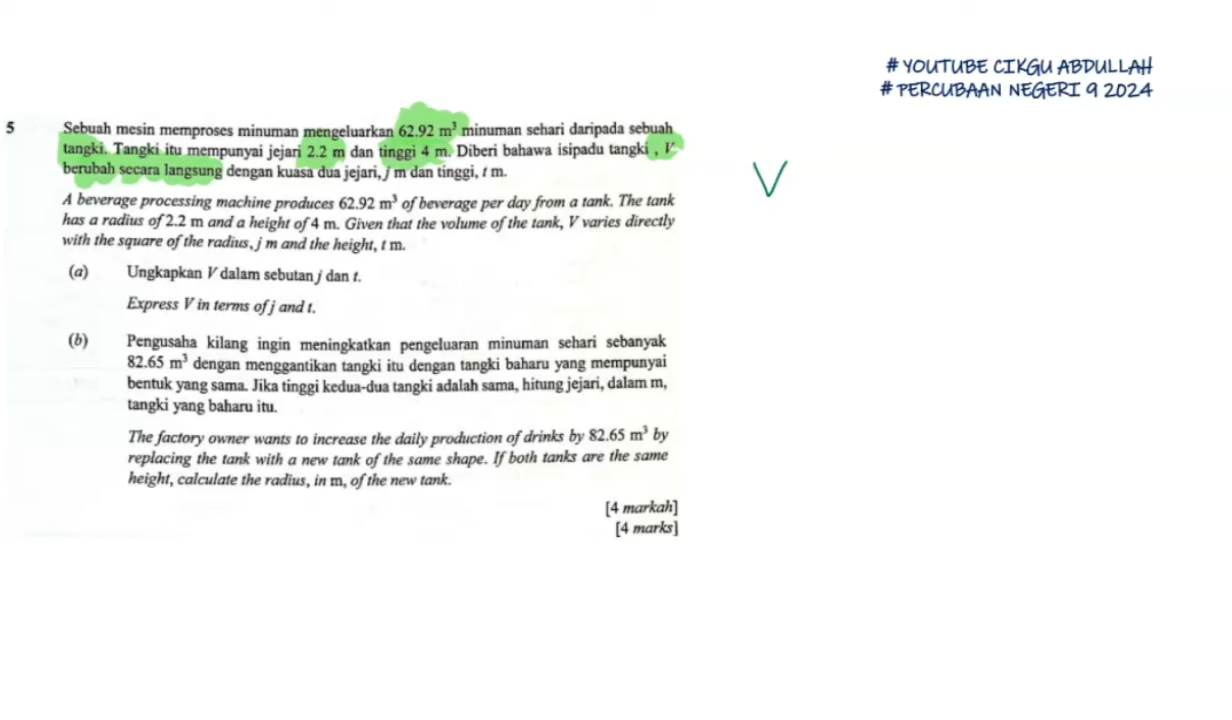 # YOUTUBE CIKGU ABDULLAH
# PERCUBAAN NEGERI 9 2024
5 Sebuah mesin memproses minuman mengeluarkan 62.92 m³ minuman sehari daripada sebuah
tangki. Tangki itu mempunyai jejari 2.2 m dan tinggi 4 m. Diberi bahawa isipadu tangki , V
berubah secara langsung dengan kuasa dua jejari, j m dan tinggi, t m.
V
A beverage processing machine produces 62.92 m³ of beverage per day from a tank. The tank
has a radius of 2.2 m and a height of 4 m. Given that the volume of the tank, V varies directly
with the square of the radius, j m and the height, t m.
(a) Ungkapkan V dalam sebutan j dan t.
Express V in terms of j and t.
(b) Pengusaha kilang ingin meningkatkan pengeluaran minuman sehari sebanyak
82.65 m³ dengan menggantikan tangki itu dengan tangki baharu yang mempunyai
bentuk yang sama. Jika tinggi kedua-dua tangki adalah sama, hitung jejari, dalam m,
tangki yang baharu itu.
The factory owner wants to increase the daily production of drinks by 82.65 m³ by
replacing the tank with a new tank of the same shape. If both tanks are the same
height, calculate the radius, in m, of the new tank.
[4 markah]
[4 marks]